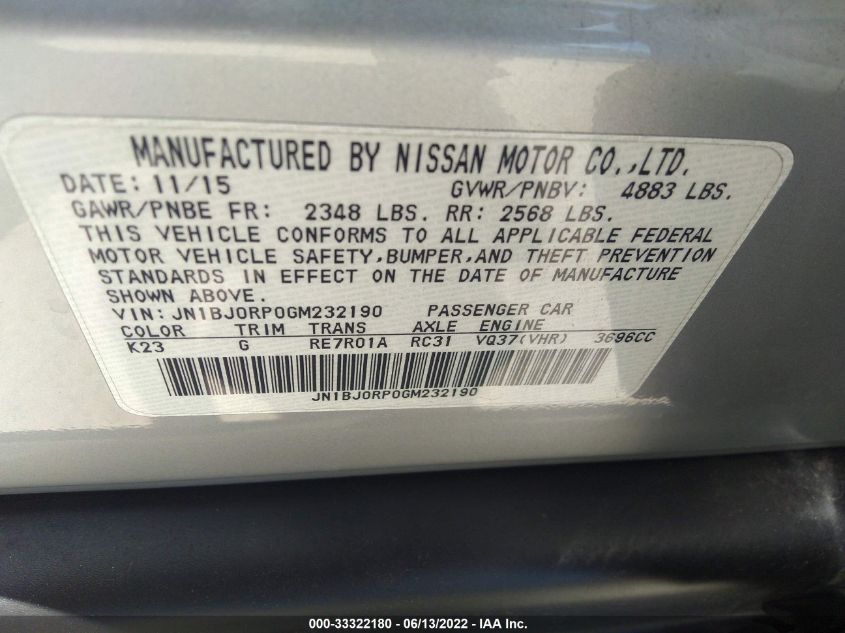 MANUFACTURED BY NISSAN MOTOR CO.,LTD.
DATE: 11/15 GVWR/PNBV: 4883 LBS.
GAWR/PNBE FR: 2348 LBS. RR: 2568 LBS.
THIS VEHICLE CONFORMS TO ALL APPLICABLE FEDERAL
MOTOR VEHICLE SAFETY,BUMPER,AND THEFT PREVENTION
STANDARDS IN EFFECT ON THE DATE OF MANUFACTURE
SHOWN ABOVE.
VIN: JN1BJ0RP0GM232190 PASSENGER CAR
COLOR TRIM TRANS AXLE ENGINE
K23 G RE7R01A RC31 VQ37(VHR) 3696CC
JN1BJ0RP0GM232190
000-33322180 - 06/13/2022 - IAA Inc.